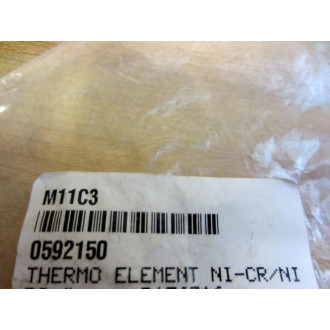 M11C3
0592150
THERMO ELEMENT NI-CR/NI